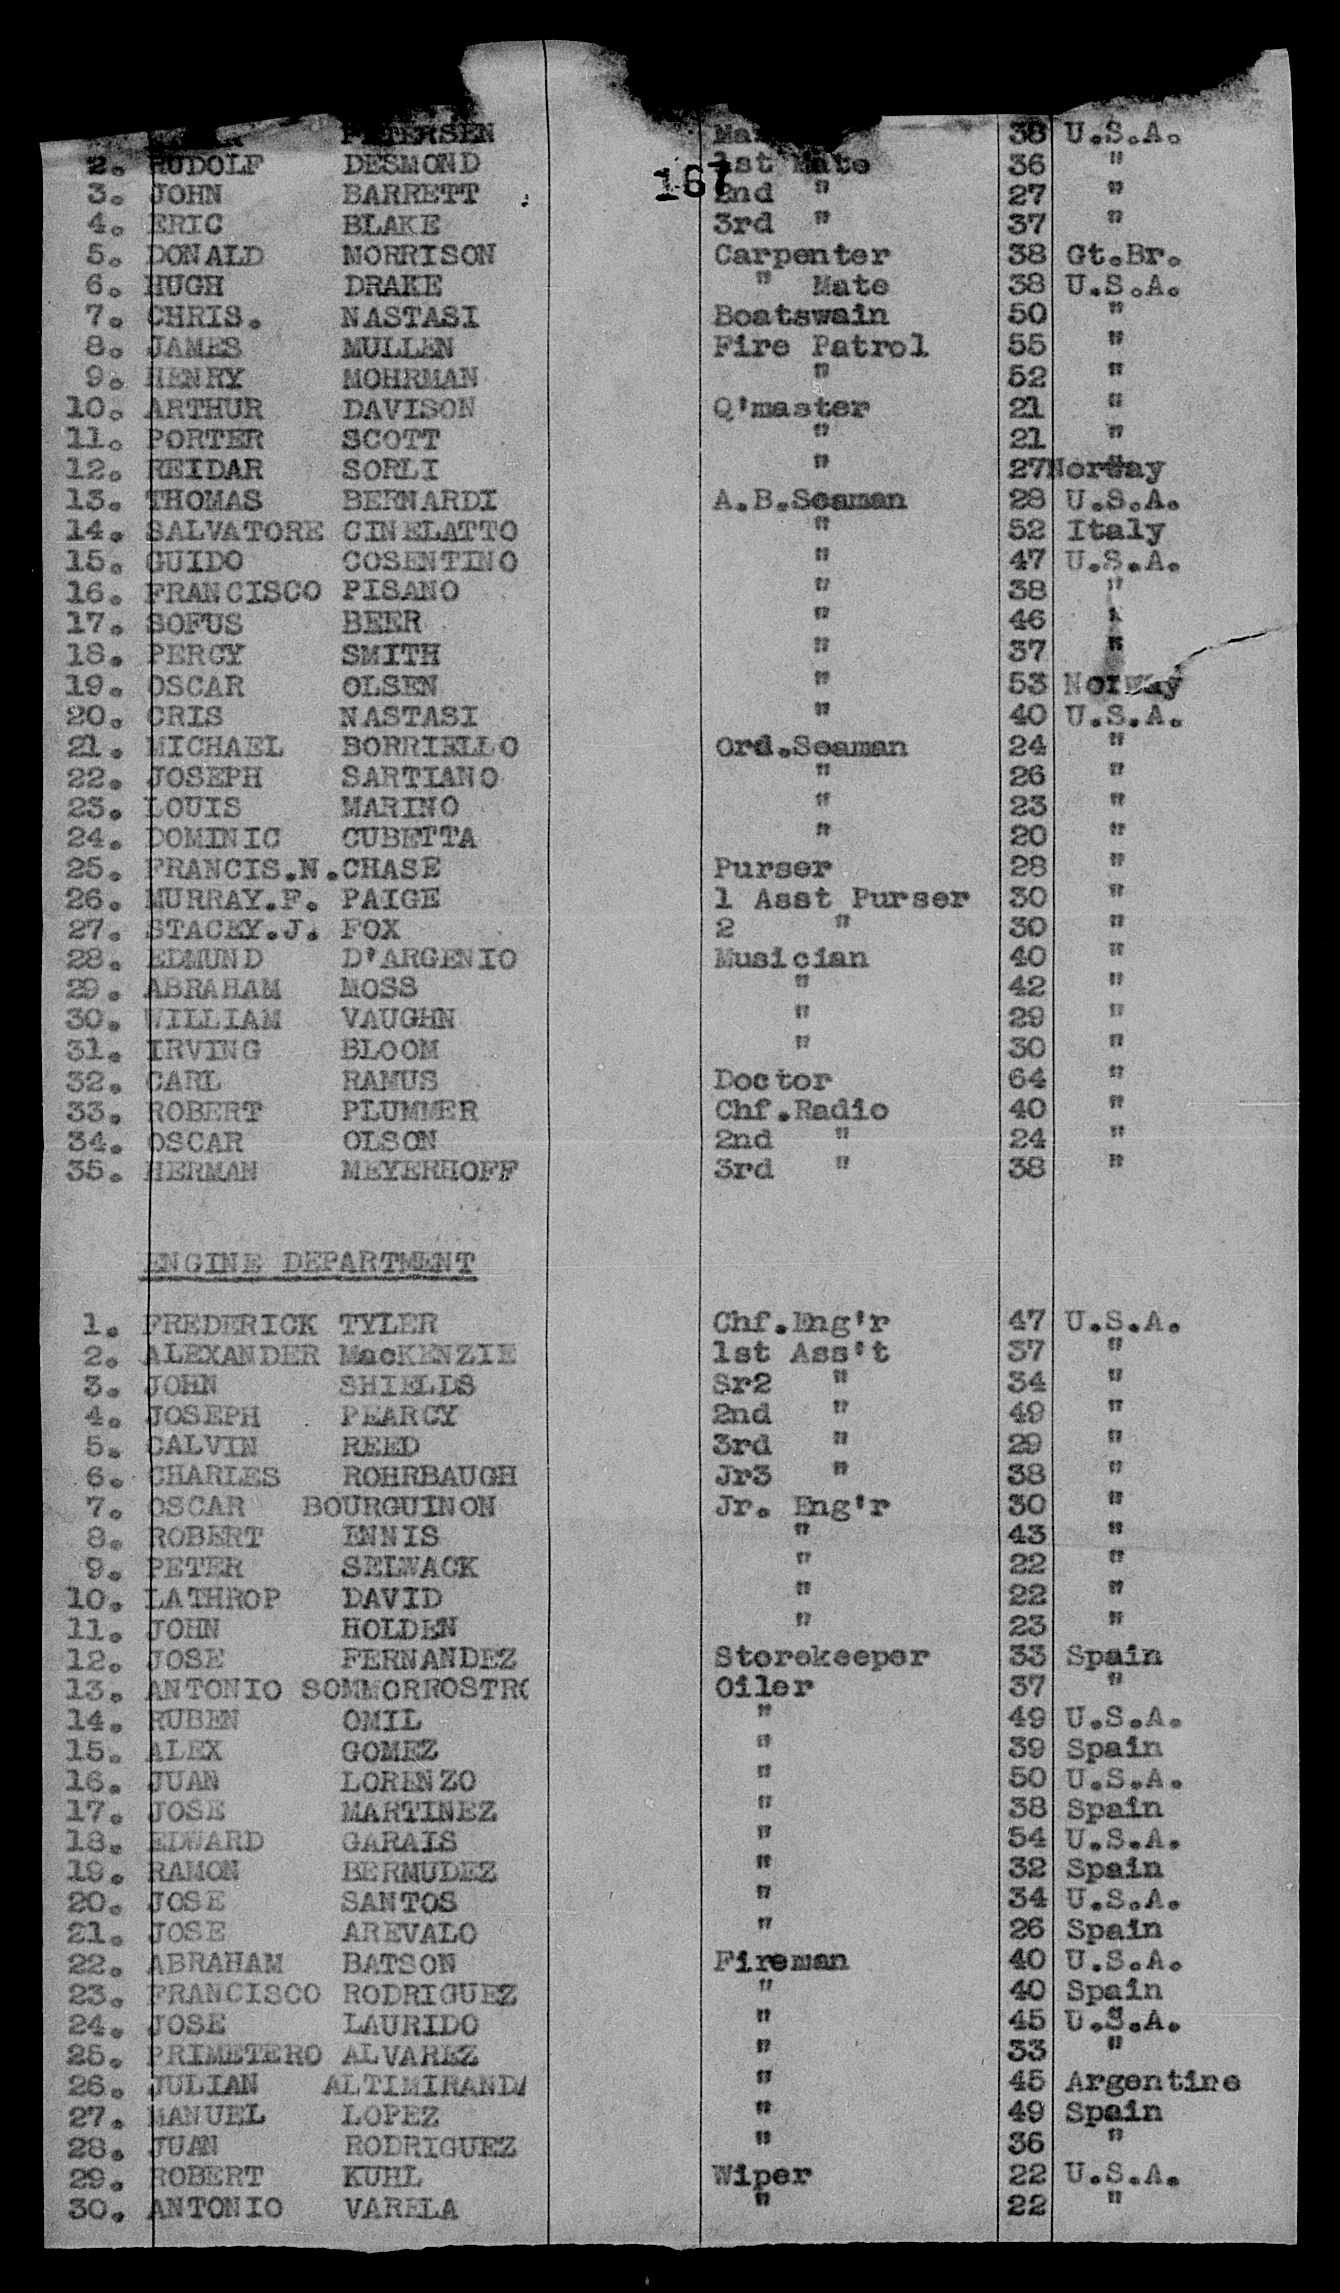 PETERSEN 38 U.S.A.
2. RUDOLF DESMOND 1st Mate 36 "
167
3. JOHN BARRETT 2nd " 27 "
4. ERIC BLAKE 3rd " 37 "
5. DONALD MORRISON Carpenter 38 Gt.Br.
6. HUGH DRAKE " Mate 38 U.S.A.
7. CHRIS. NASTASI Boatswain 50 "
8. JAMES MULLEN Fire Patrol 55 "
9. HENRY MOHRMAN " 52 "
10. ARTHUR DAVISON Q'master 21 "
11. PORTER SCOTT " 21 "
12. REIDAR SORLI " 27 Norway
13. THOMAS BERNARDI A.B.Seaman 28 U.S.A.
14. SALVATORE CINELATTO " 52 Italy
15. GUIDO COSENTINO " 47 U.S.A.
16. FRANCISCO PISANO " 38 "
17. SOFUS BEER " 46 "
18. PERCY SMITH " 37 "
19. OSCAR OLSEN " 53 Norway
20. CRIS NASTASI " 40 U.S.A.
21. MICHAEL BORRIELLO Ord.Seaman 24 "
22. JOSEPH SARTIANO " 26 "
23. LOUIS MARINO " 23 "
24. DOMINIC CUBETTA " 20 "
25. FRANCIS.N.CHASE Purser 28 "
26. MURRAY.F. PAIGE 1 Asst Purser 30 "
27. STACEY.J. FOX 2 " 30 "
28. EDMUND D'ARGENIO Musician 40 "
29. ABRAHAM MOSS " 42 "
30. WILLIAM VAUGHN " 29 "
31. IRVING BLOOM " 30 "
32. CARL RAMUS Doctor 64 "
33. ROBERT PLUMMER Chf.Radio 40 "
34. OSCAR OLSON 2nd " 24 "
35. HERMAN MEYERHOFF 3rd " 38 "
ENGINE DEPARTMENT
1. FREDERICK TYLER Chf.Eng'r 47 U.S.A.
2. ALEXANDER MacKENZIE 1st Ass't 37 "
3. JOHN SHIELDS Sr2 " 34 "
4. JOSEPH PEARCY 2nd " 49 "
5. CALVIN REED 3rd " 29 "
6. CHARLES ROHRBAUGH Jr3 " 38 "
7. OSCAR BOURGUINON Jr. Eng'r 30 "
8. ROBERT ENNIS " 43 "
9. PETER SELWACK " 22 "
10. LATHROP DAVID " 22 "
11. JOHN HOLDEN " 23 "
12. JOSE FERNANDEZ Storekeeper 33 Spain
13. ANTONIO SOMMORROSTRO Oiler 37 "
14. RUBEN OMIL " 49 U.S.A.
15. ALEX GOMEZ " 39 Spain
16. JUAN LORENZO " 50 U.S.A.
17. JOSE MARTINEZ " 38 Spain
18. EDWARD GARAIS " 54 U.S.A.
19. RAMON BERMUDEZ " 32 Spain
20. JOSE SANTOS " 34 U.S.A.
21. JOSE AREVALO " 26 Spain
22. ABRAHAM BATSON Fireman 40 U.S.A.
23. FRANCISCO RODRIGUEZ " 40 Spain
24. JOSE LAURIDO " 45 U.S.A.
25. PRIMETERO ALVAREZ " 33 "
26. JULIAN ALTIMIRANDA " 45 Argentine
27. MANUEL LOPEZ " 49 Spain
28. JUAN RODRIGUEZ " 36 "
29. ROBERT KUHL Wiper 22 U.S.A.
30. ANTONIO VARELA " 22 "